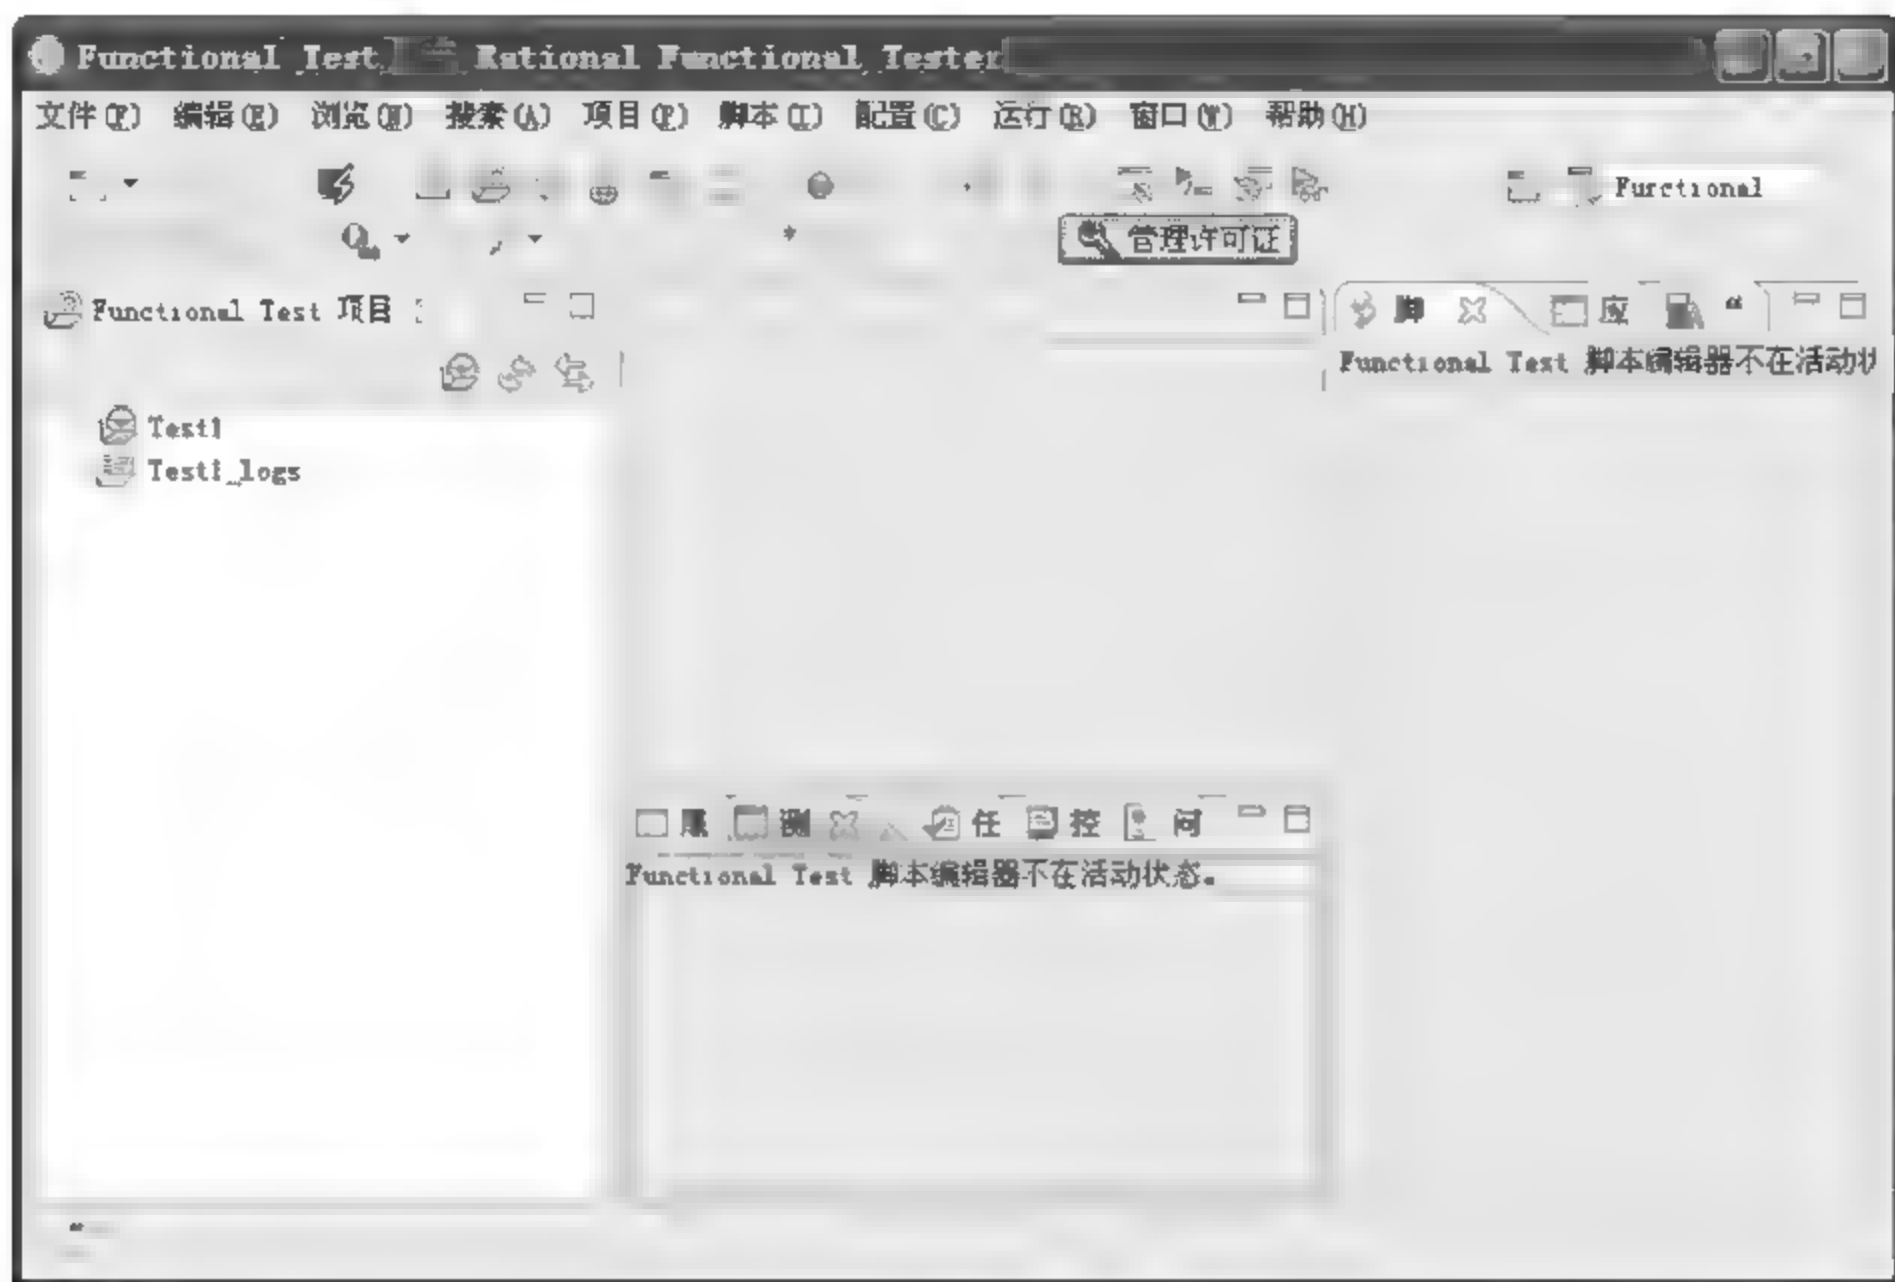 Functional Test Rational Functional Tester
文件(F) 编辑(E) 浏览(N) 搜索(A) 项目(P) 脚本(I) 配置(C) 运行(R) 窗口(W) 帮助(H)
Functional
管理许可证
Functional Test 项目
脚 应
Functional Test 脚本编辑器不在活动状
Test1
Test1_logs
测 任 控 问
Functional Test 脚本编辑器不在活动状态。